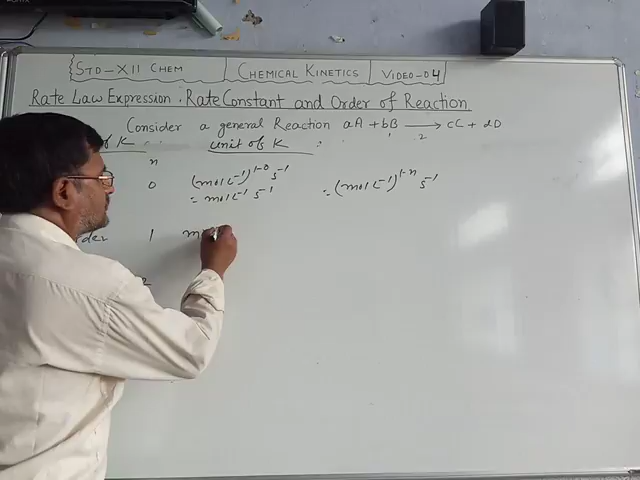 STD-XII CHEM CHEMICAL KINETICS VIDEO-04
Rate Law Expression, Rate Constant and Order of Reaction
Consider a general Reaction aA + bB → cC + dD
of K unit of K :
n
0 (mol L⁻¹)¹⁻⁰ s⁻¹
= mol L⁻¹ s⁻¹ = (mol L⁻¹)¹⁻ⁿ s⁻¹
der 1 m
2